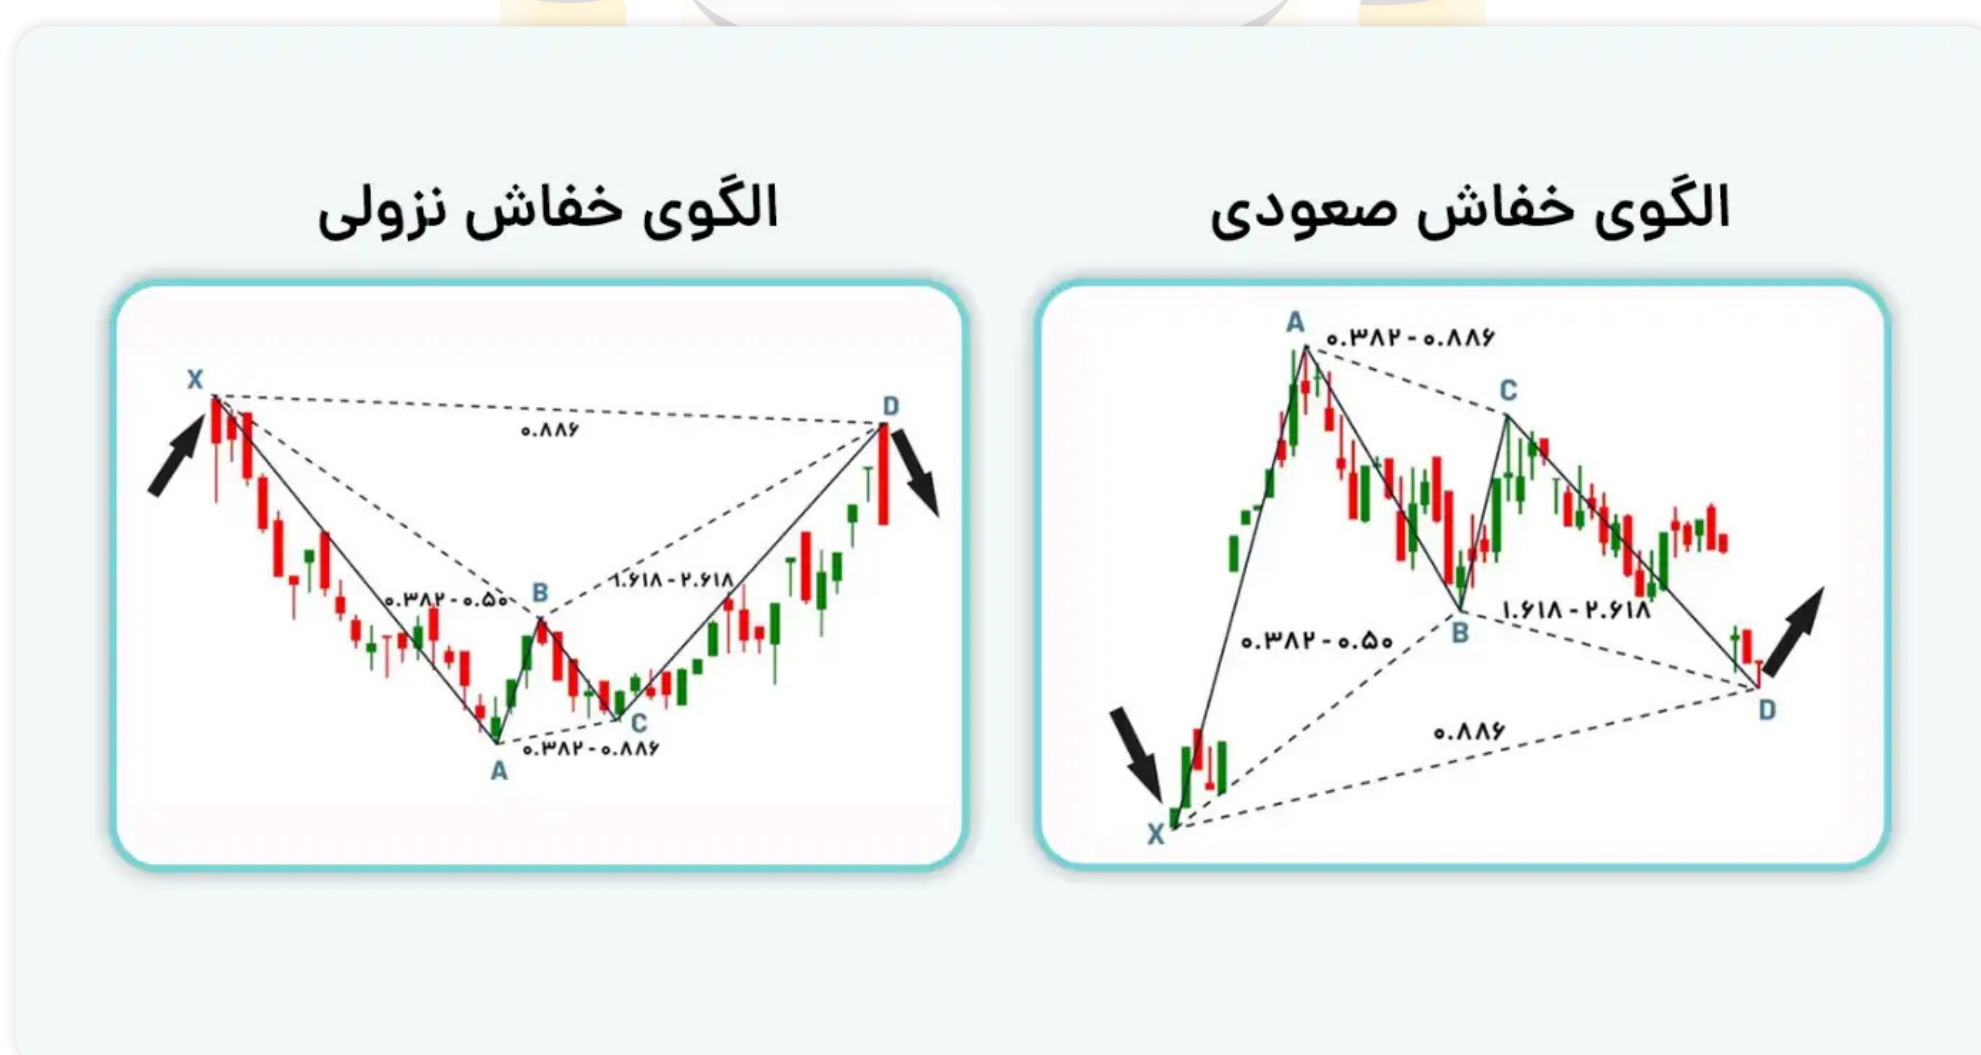 الگوی خفاش صعودی
A
۰.۳۸۲ - ۰.۸۸۶
C
۱.۶۱۸ - ۲.۶۱۸
B
۰.۳۸۲ - ۰.۵۰
D
۰.۸۸۶
X
الگوی خفاش نزولی
X
D
۰.۸۸۶
۱.۶۱۸ - ۲.۶۱۸
B
۰.۳۸۲ - ۰.۵۰
C
۰.۳۸۲ - ۰.۸۸۶
A